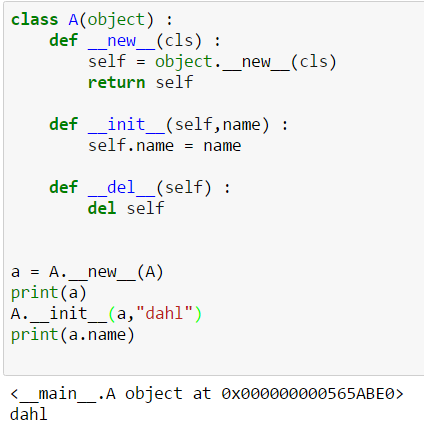 class A(object) :
    def __new__(cls) :
        self = object.__new__(cls)
        return self
    def __init__(self,name) :
        self.name = name
    def __del__(self) :
        del self
a = A.__new__(A)
print(a)
A.__init__(a,"dahl")
print(a.name)
<__main__.A object at 0x000000000565ABE0>
dahl